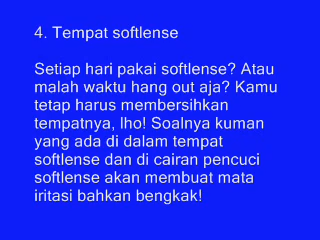 4. Tempat softlense
Setiap hari pakai softlense? Atau
malah waktu hang out aja? Kamu
tetap harus membersihkan
tempatnya, lho! Soalnya kuman
yang ada di dalam tempat
softlense dan di cairan pencuci
softlense akan membuat mata
iritasi bahkan bengkak!